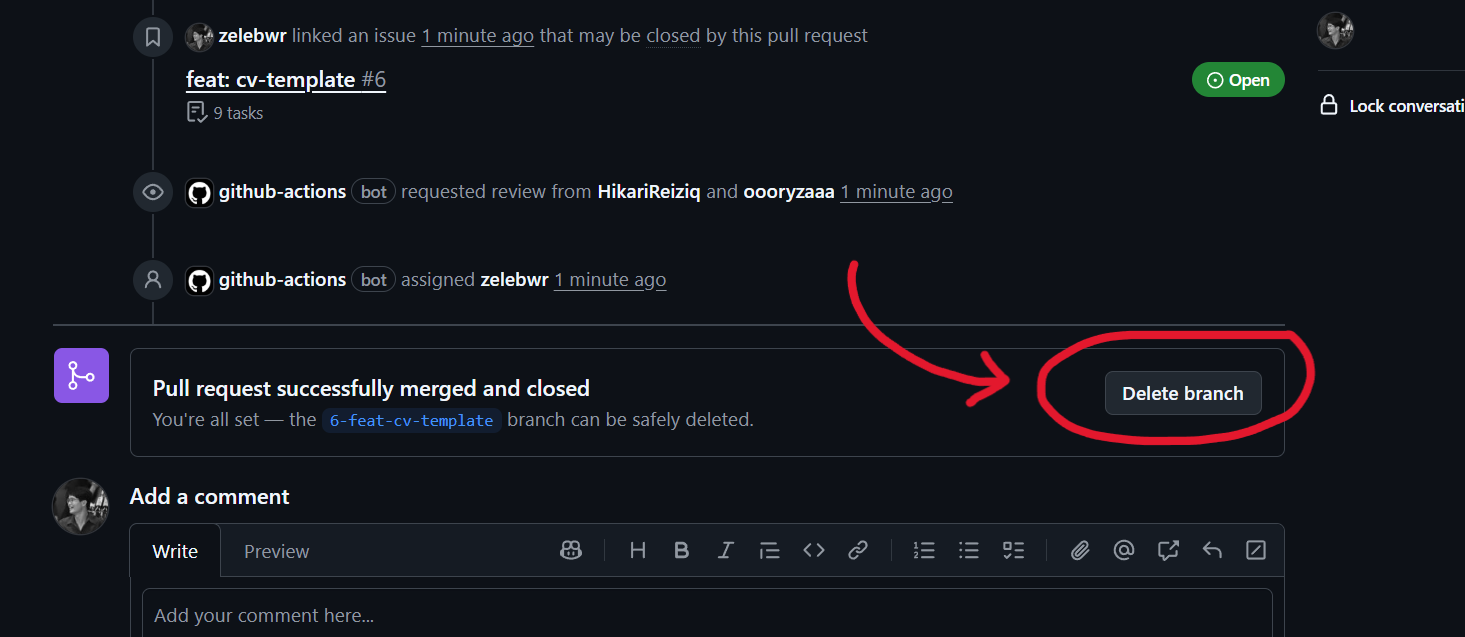 zelebwr linked an issue 1 minute ago that may be closed by this pull request
feat: cv-template #6
Open
9 tasks
Lock conversati
github-actions bot requested review from HikariReiziq and oooryzaaa 1 minute ago
github-actions bot assigned zelebwr 1 minute ago
Pull request successfully merged and closed
You're all set — the 6-feat-cv-template branch can be safely deleted.
Delete branch
Add a comment
Write Preview
Add your comment here...